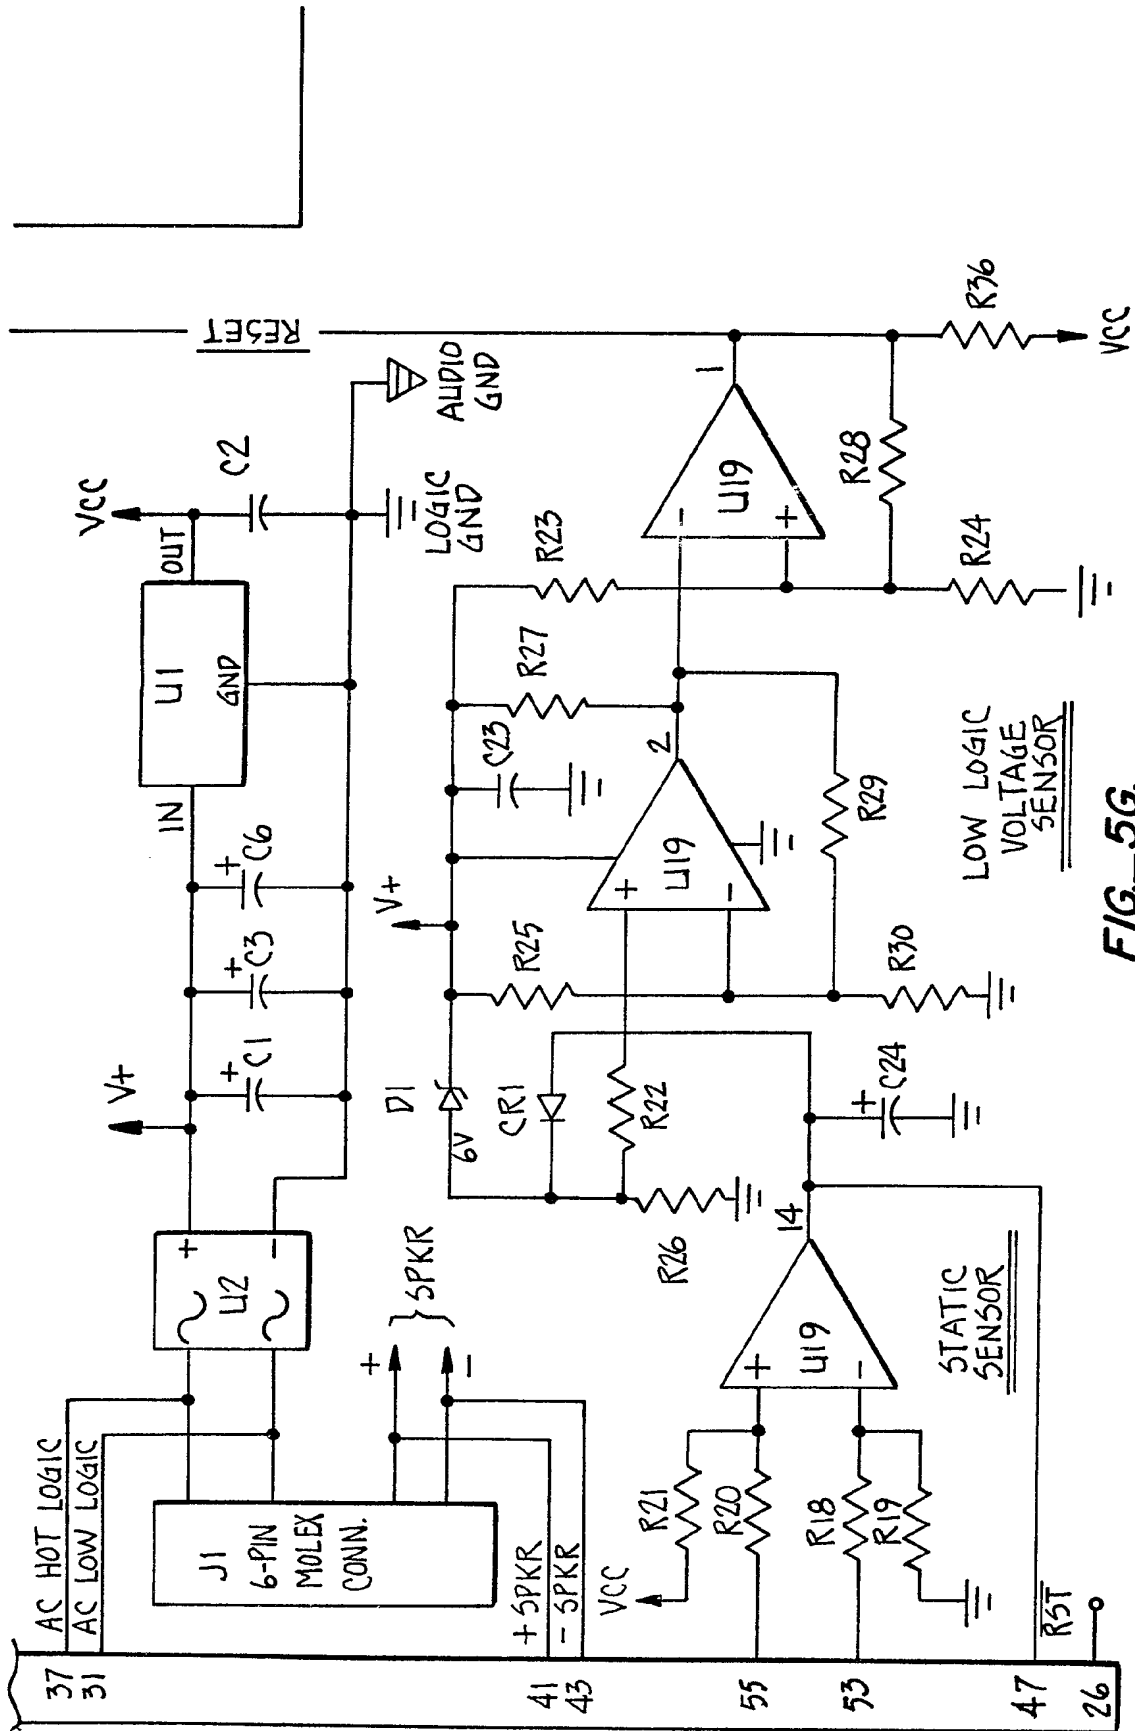 37
31
AC HOT LOGIC
AC LOW LOGIC
J1
6-PIN
MOLEX
CONN.
U2
+
−
V+
+
C1
+
C3
+
C6
IN
U1
GND
OUT
VCC
C2
LOGIC
GND
AUDIO
GND
RESET
41
43
+SPKR
-SPKR
+
−
SPKR
D1
6V
CR1
R22
R26
V+
R25
+
−
U19
2
C23
R27
R29
R30
R23
−
+
U19
1
R28
R24
R36
VCC
LOW LOGIC
VOLTAGE
SENSOR
VCC
R21
R20
R18
R19
55
53
+
−
U19
14
+
C24
STATIC
SENSOR
47
RST
26
FIG.—5G.